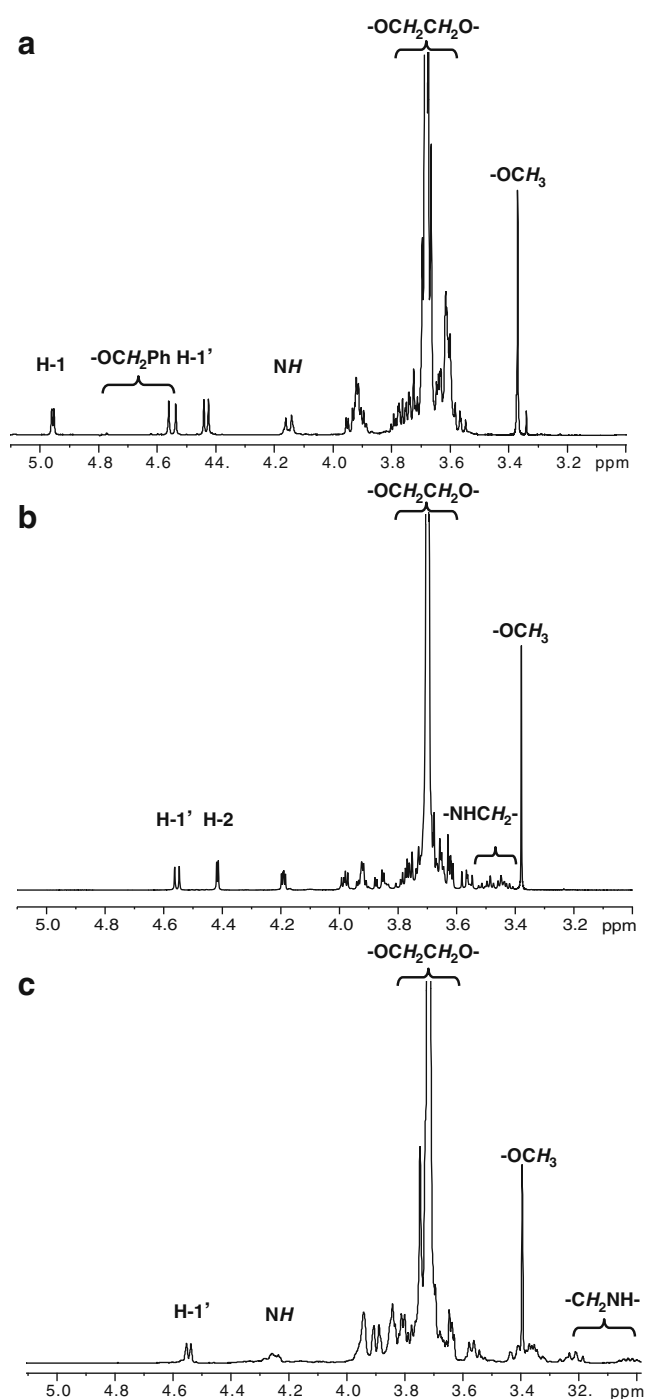 a
-OCH₂CH₂O-
-OCH₃
H-1 -OCH₂Ph H-1' NH
5.0 4.8 4.6 44. 4.2 4.0 3.8 3.6 3.4 3.2 ppm
b
-OCH₂CH₂O-
-OCH₃
-NHCH₂-
H-1' H-2
5.0 4.8 4.6 4.4 4.2 4.0 3.8 3.6 3.4 3.2 ppm
c
-OCH₂CH₂O-
-OCH₃
-CH₂NH-
H-1' NH
5.0 4.8 4.6 4.4 4.2 4.0 3.8 3.6 3.4 32. ppm